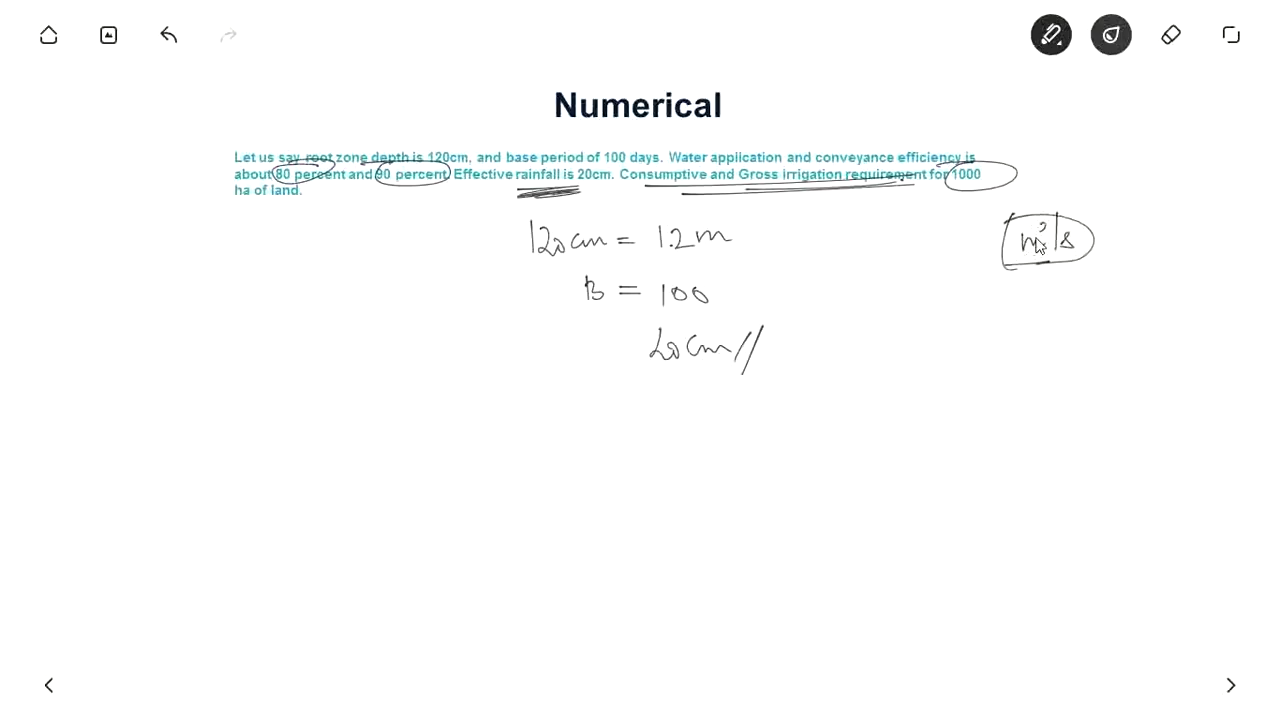 Numerical
Let us say root zone depth is 120cm, and base period of 100 days. Water application and conveyance efficiency is
about 80 percent and 90 percent. Effective rainfall is 20cm. Consumptive and Gross irrigation requirement for 1000
ha of land.
120cm = 1.2m
m³/s
B = 100
20cm//